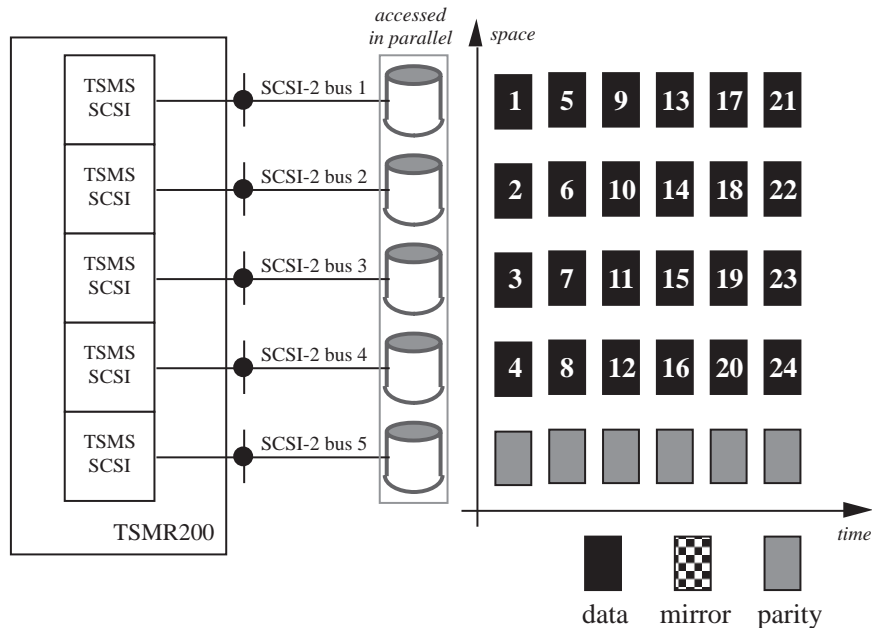 accessed
in parallel
space
TSMS
SCSI
SCSI-2 bus 1
1 5 9 13 17 21
TSMS
SCSI
SCSI-2 bus 2
2 6 10 14 18 22
TSMS
SCSI
SCSI-2 bus 3
3 7 11 15 19 23
TSMS
SCSI
SCSI-2 bus 4
4 8 12 16 20 24
TSMS
SCSI
SCSI-2 bus 5
TSMR200
time
data mirror parity